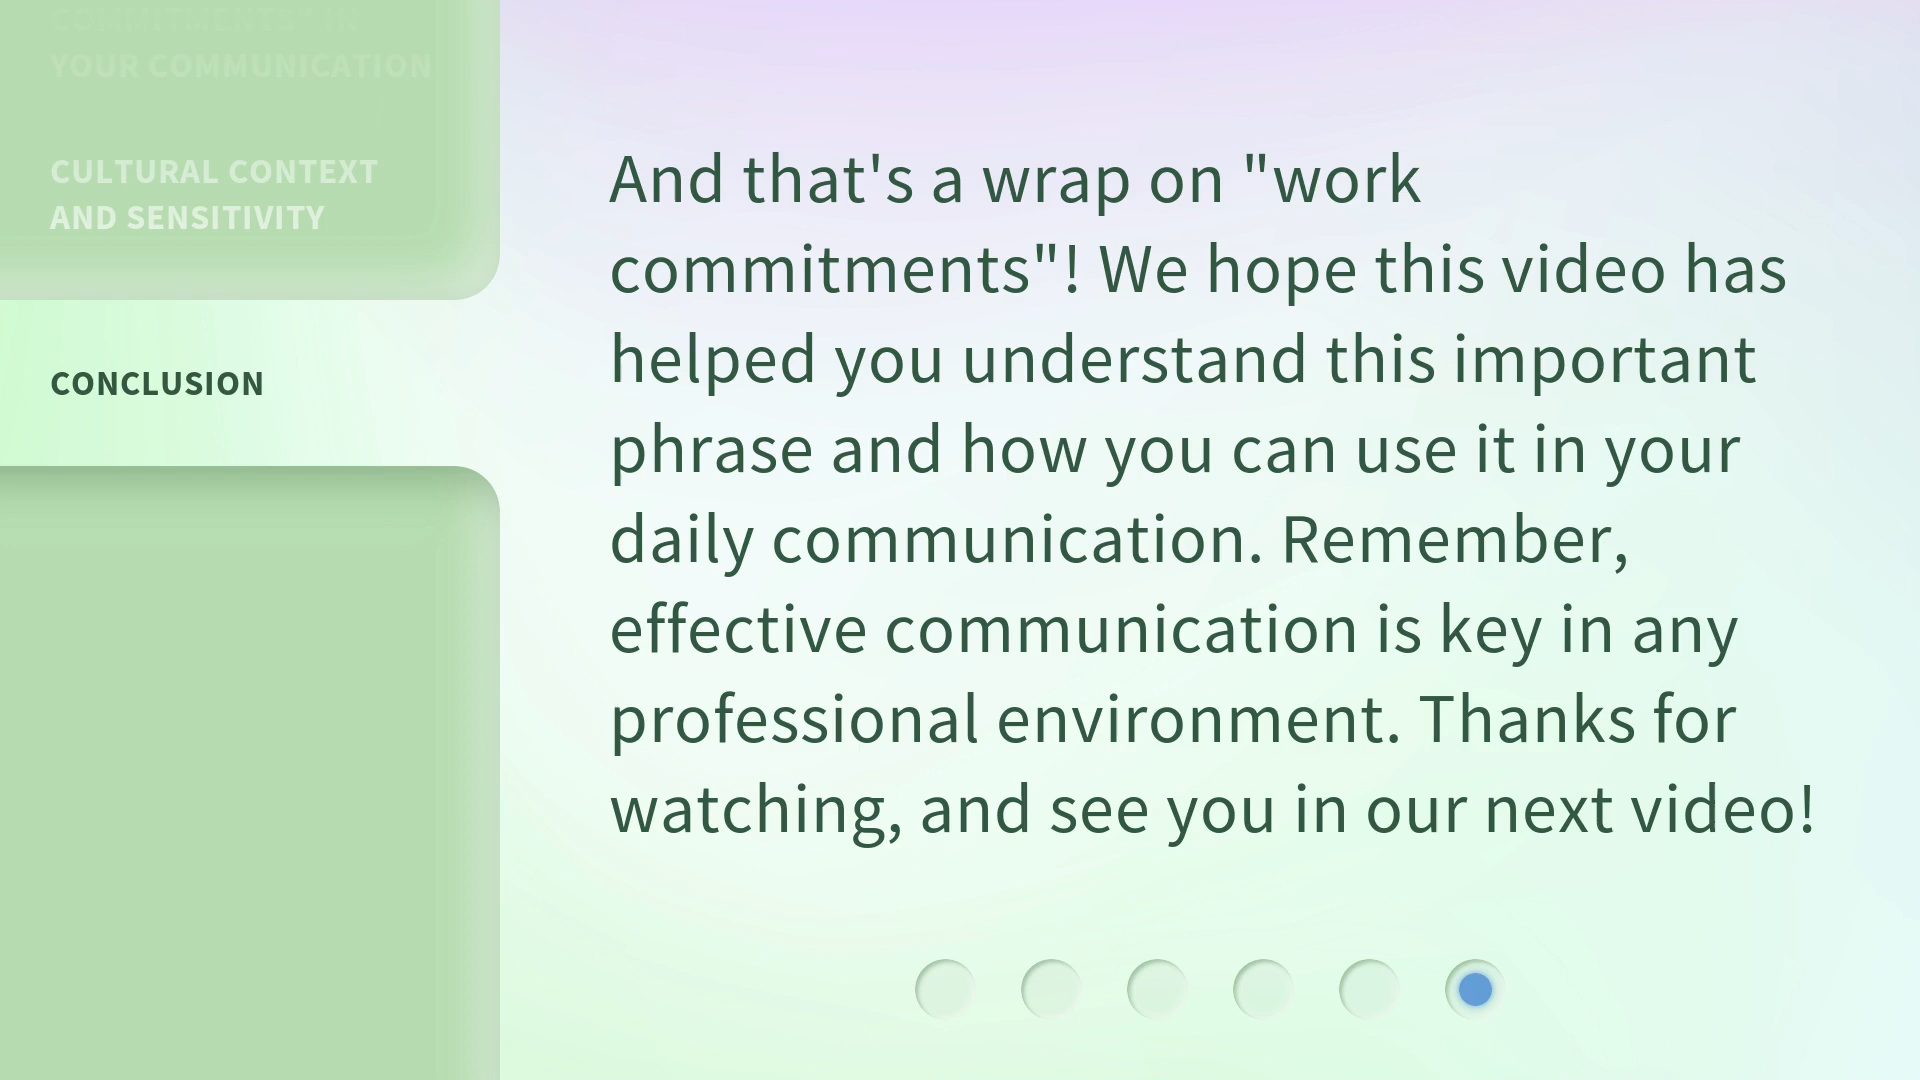 COMMITMENTS" IN
YOUR COMMUNICATION
CULTURAL CONTEXT
AND SENSITIVITY
CONCLUSION
And that's a wrap on "work
commitments"! We hope this video has
helped you understand this important
phrase and how you can use it in your
daily communication. Remember,
effective communication is key in any
professional environment. Thanks for
watching, and see you in our next video!